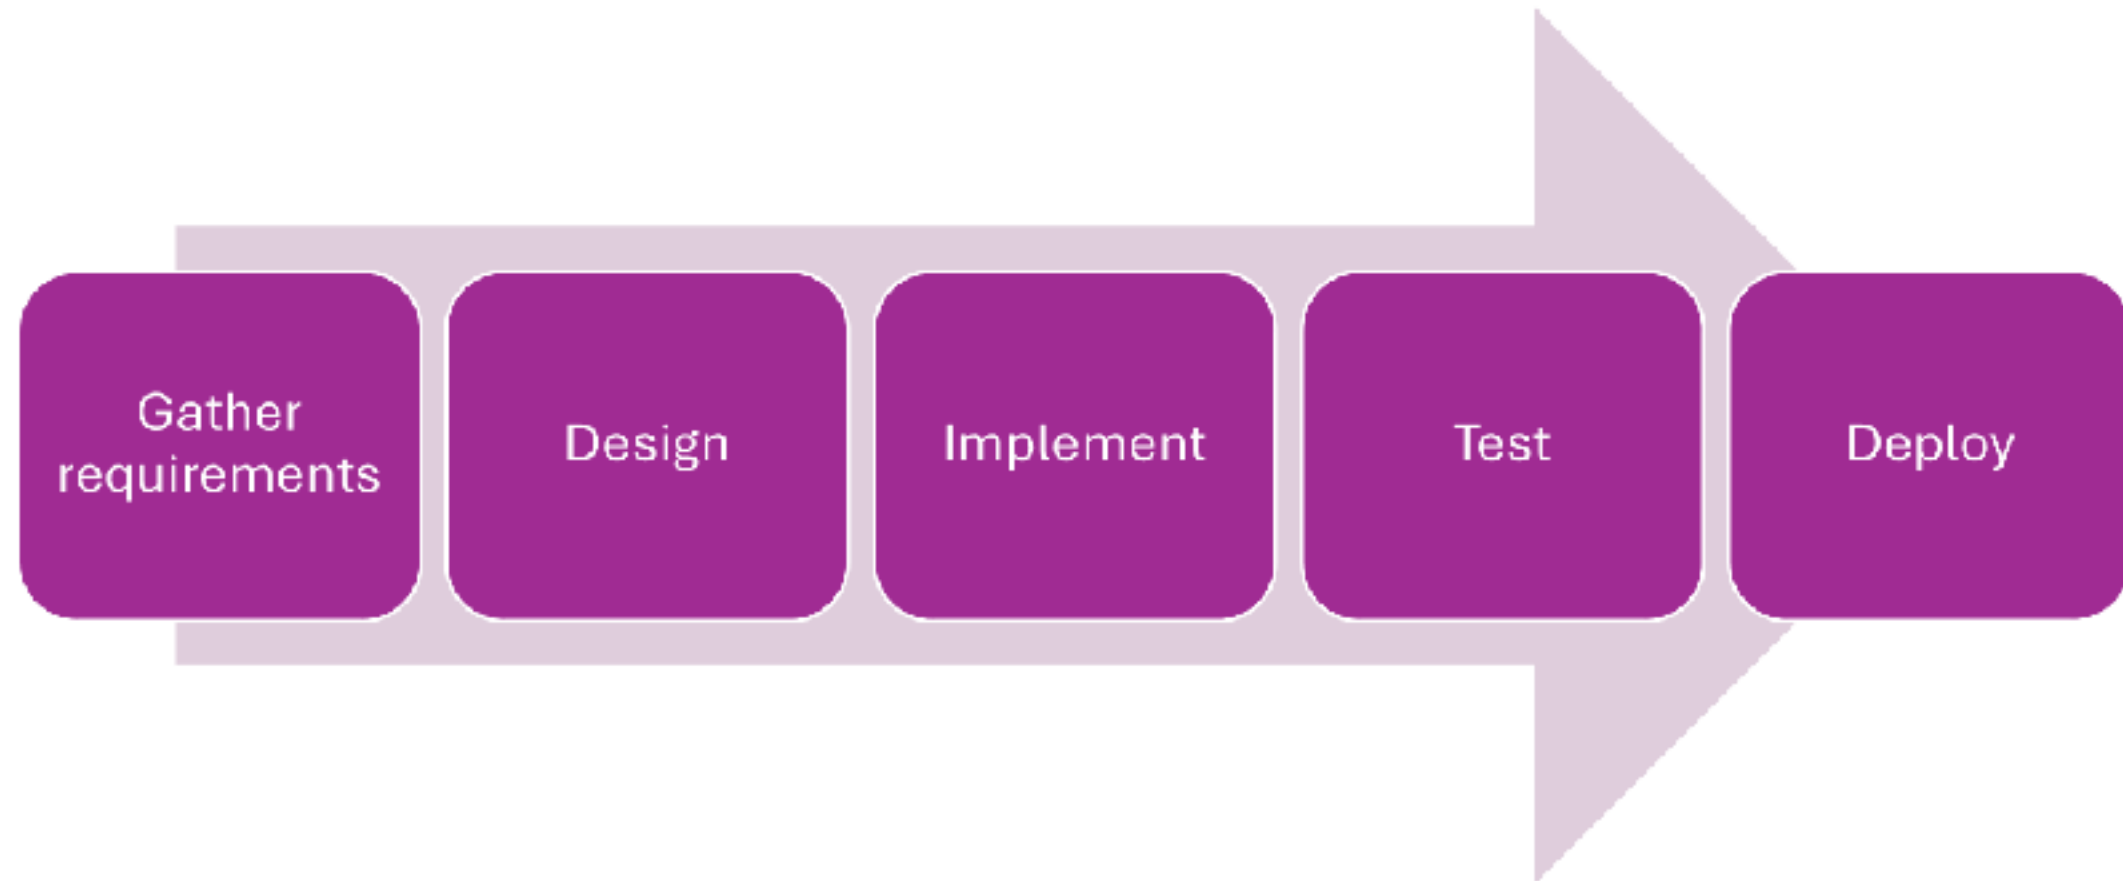 Gather
requirements
Design
Implement
Test
Deploy